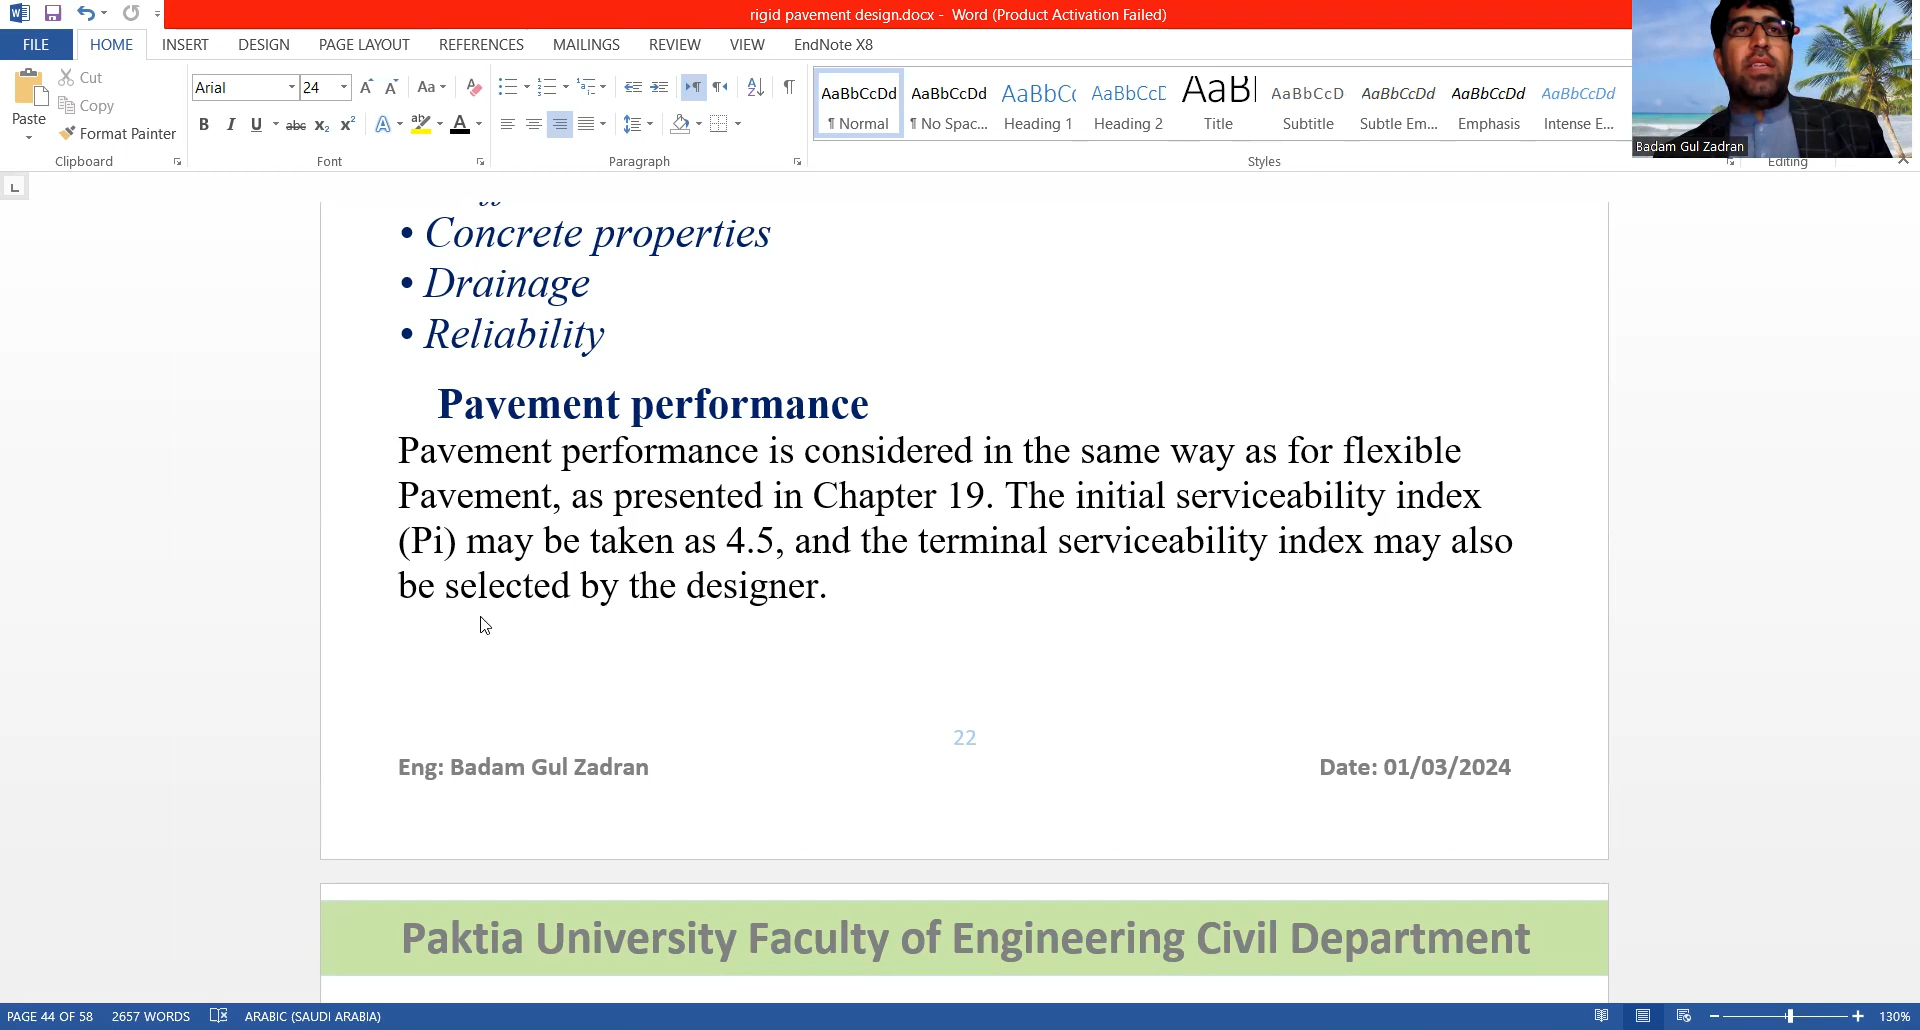 rigid pavement design.docx - Word (Product Activation Failed)
FILE HOME INSERT DESIGN PAGE LAYOUT REFERENCES MAILINGS REVIEW VIEW EndNote X8
Paste
Cut
Copy
Format Painter
Clipboard
Arial 24
Aa
B I U abc X₂ X²
Font
Paragraph
AaBbCcDd AaBbCcDd AaBbCc AaBbCcD AaB AaBbCcD AaBbCcDd AaBbCcDd AaBbCcDd
¶ Normal ¶ No Spac... Heading 1 Heading 2 Title Subtitle Subtle Em... Emphasis Intense E...
Styles
Editing
Badam Gul Zadran
• Concrete properties
• Drainage
• Reliability
Pavement performance
Pavement performance is considered in the same way as for flexible
Pavement, as presented in Chapter 19. The initial serviceability index
(Pi) may be taken as 4.5, and the terminal serviceability index may also
be selected by the designer.
22
Eng: Badam Gul Zadran Date: 01/03/2024
Paktia University Faculty of Engineering Civil Department
PAGE 44 OF 58 2657 WORDS ARABIC (SAUDI ARABIA) 130%